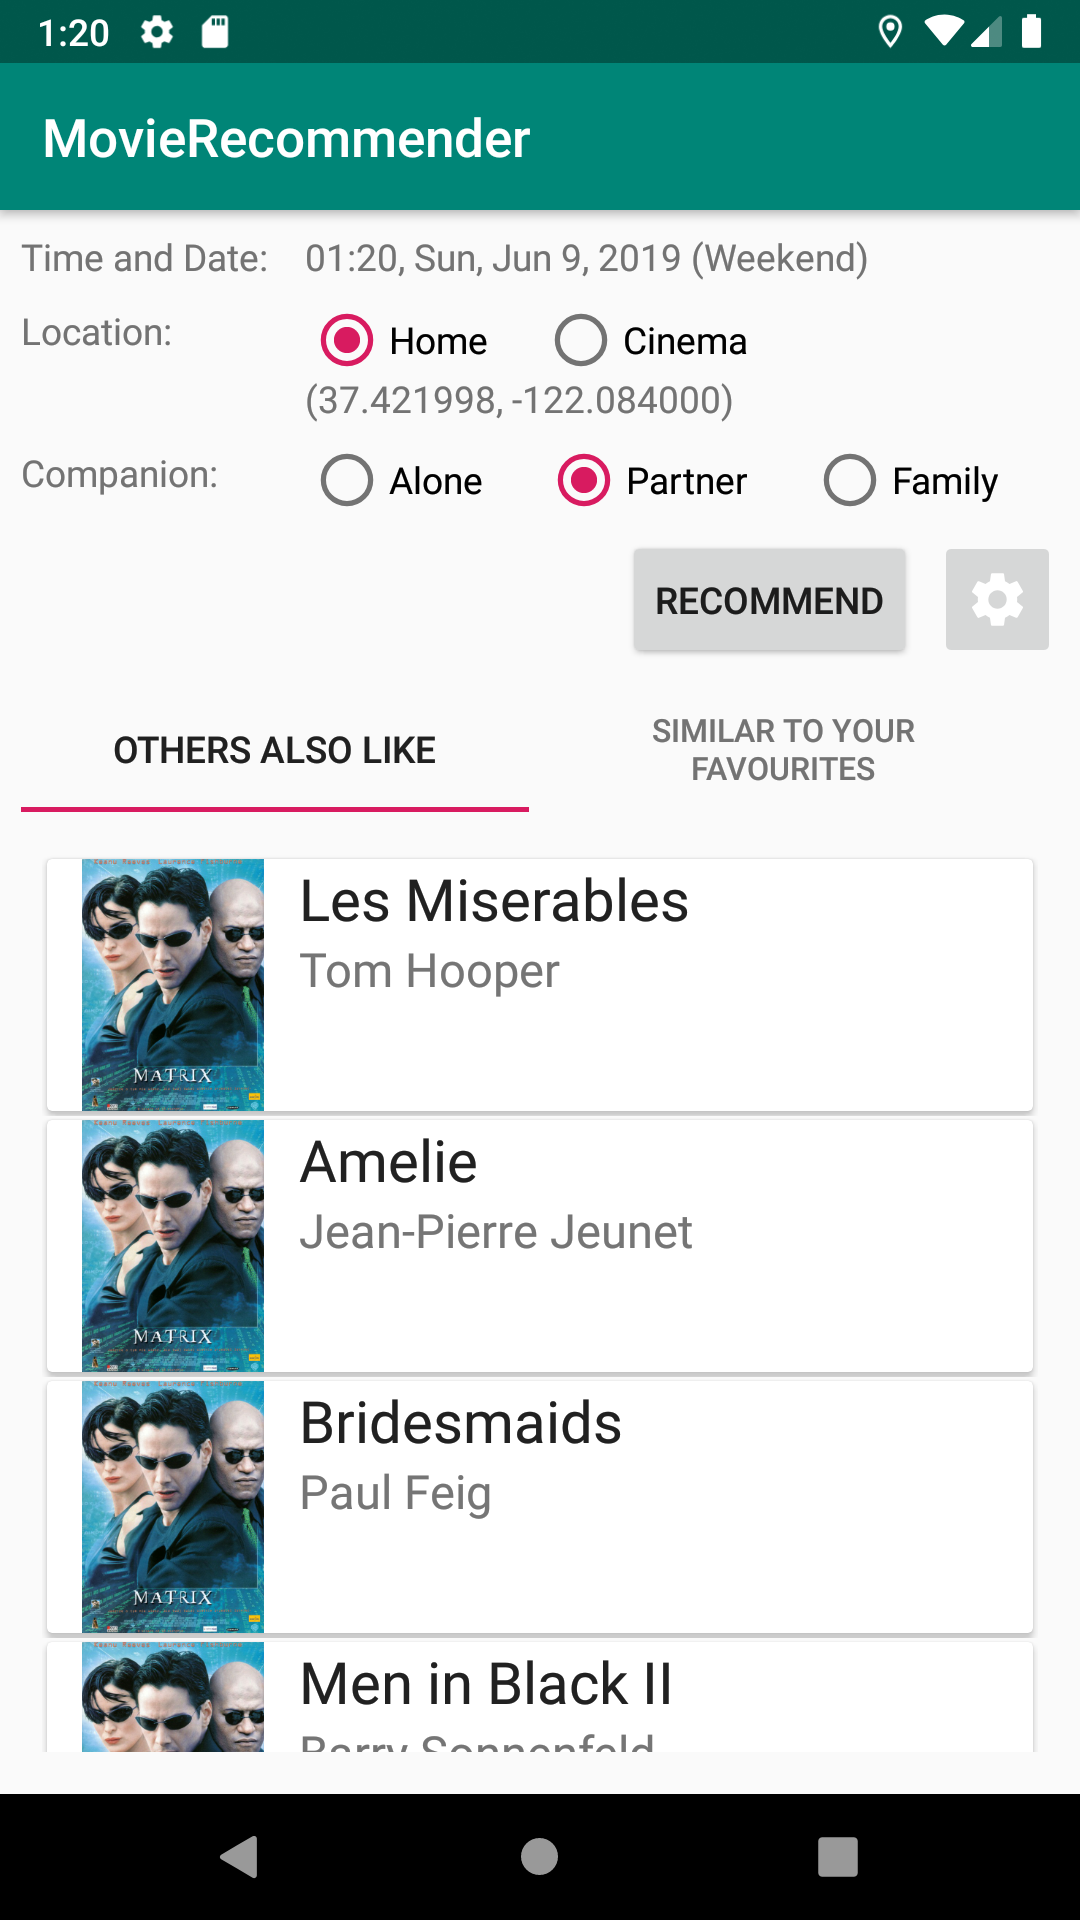 1:20
MovieRecommender
Time and Date: 01:20, Sun, Jun 9, 2019 (Weekend)
Location: Home Cinema
(37.421998, -122.084000)
Companion: Alone Partner Family
RECOMMEND
OTHERS ALSO LIKE
SIMILAR TO YOUR
FAVOURITES
Les Miserables
Tom Hooper
MATRIX
Amelie
Jean-Pierre Jeunet
MATRIX
Bridesmaids
Paul Feig
MATRIX
Men in Black II
Barry Sonnenfeld